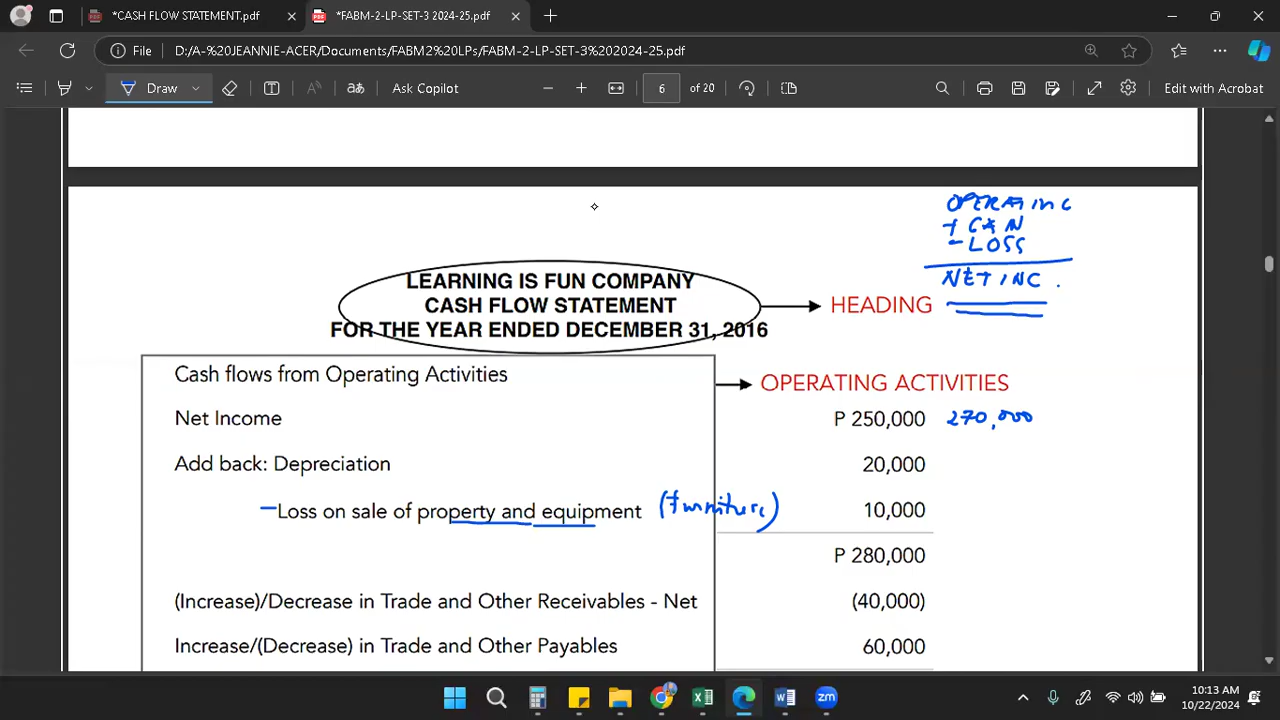 *CASH FLOW STATEMENT.pdf
*FABM-2-LP-SET-3 2024-25.pdf
File
D:/A-%20JEANNIE-ACER/Documents/FABM2%20LPs/FABM-2-LP-SET-3%202024-25.pdf
Draw
Ask Copilot
6 of 20
Edit with Acrobat
OPERATINC
+ GAN
- LOSS
NET INC.
LEARNING IS FUN COMPANY
CASH FLOW STATEMENT
FOR THE YEAR ENDED DECEMBER 31, 2016
HEADING
Cash flows from Operating Activities
OPERATING ACTIVITIES
Net Income P 250,000 270,000
Add back: Depreciation 20,000
-Loss on sale of property and equipment (furniture) 10,000
P 280,000
(Increase)/Decrease in Trade and Other Receivables - Net (40,000)
Increase/(Decrease) in Trade and Other Payables 60,000
10:13 AM
10/22/2024